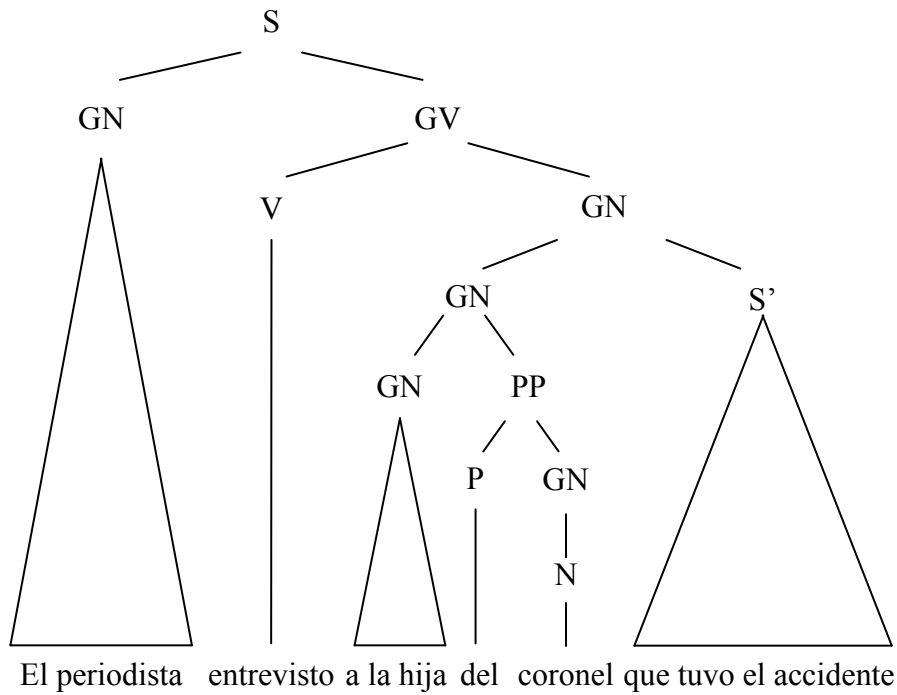 S
GN GV
V GN
GN S’
GN PP
P GN
N
El periodista entrevisto a la hija del coronel que tuvo el accidente